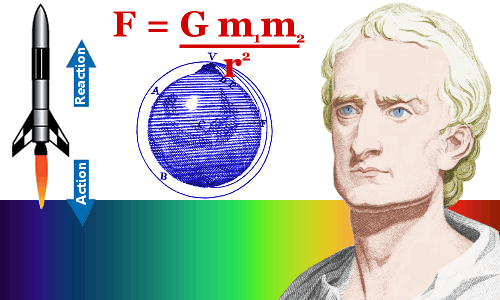 F = G m₁m₂
r²
Reaction
Action
V
A
B
F